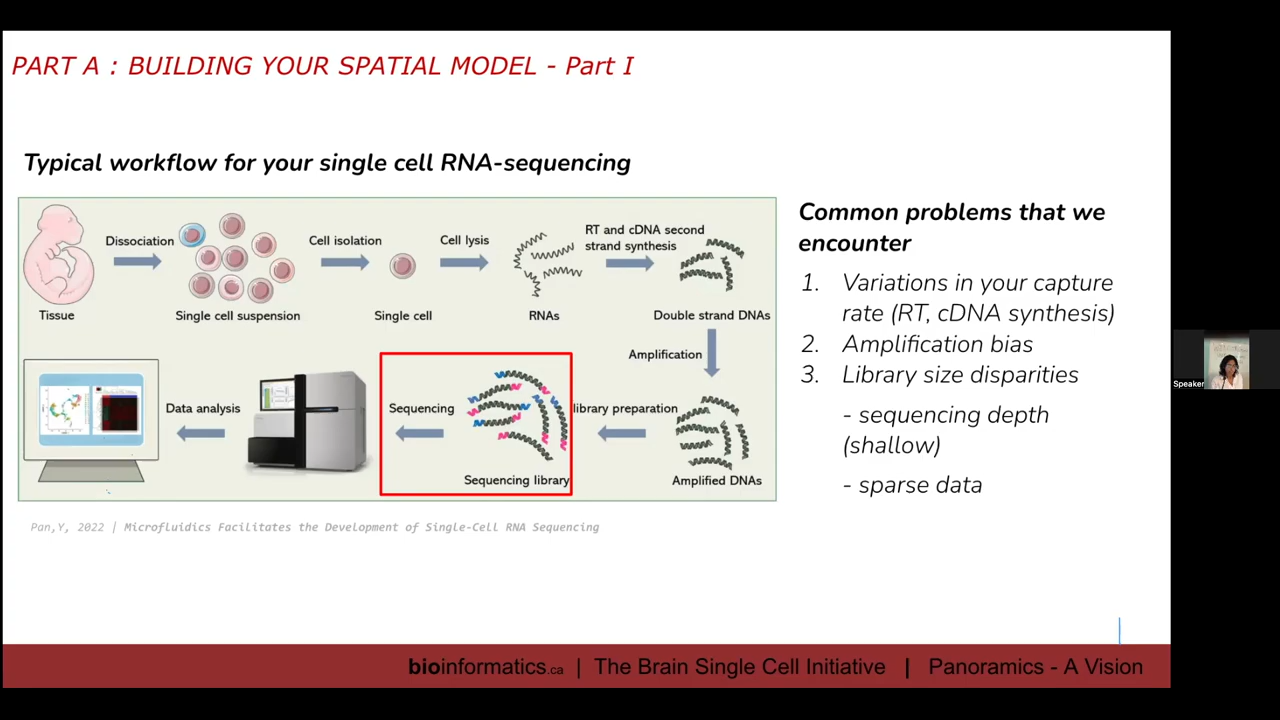 PART A : BUILDING YOUR SPATIAL MODEL - Part I
Typical workflow for your single cell RNA-sequencing
Dissociation
Cell isolation
Cell lysis
RT and cDNA second
strand synthesis
Tissue
Single cell suspension
Single cell
RNAs
Double strand DNAs
Amplification
Data analysis
Sequencing
library preparation
Sequencing library
Amplified DNAs
Pan,Y, 2022 | Microfluidics Facilitates the Development of Single-Cell RNA Sequencing
Common problems that we
encounter
1. Variations in your capture
rate (RT, cDNA synthesis)
2. Amplification bias
3. Library size disparities
- sequencing depth
(shallow)
- sparse data
Speaker
bioinformatics.ca | The Brain Single Cell Initiative | Panoramics - A Vision